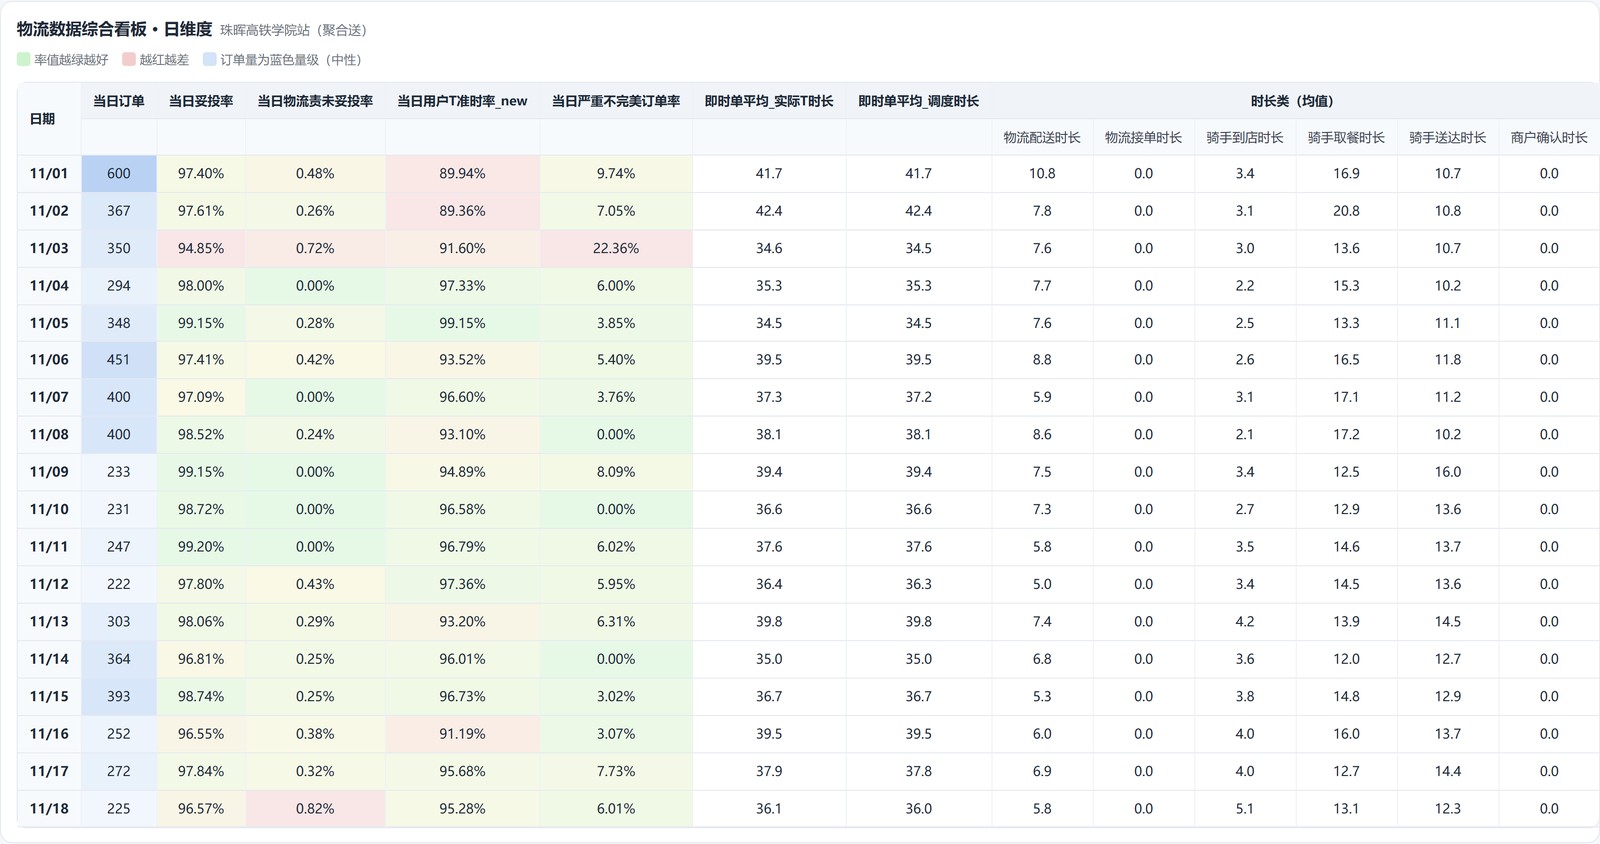 物流数据综合看板 • 日维度 珠晖高铁学院站（聚合送）
率值越绿越好 越红越差 订单量为蓝色量级（中性）
日期 当日订单 当日妥投率 当日物流责未妥投率 当日用户T准时率_new 当日严重不完美订单率 即时单平均_实际T时长 即时单平均_调度时长 时长类（均值）
物流配送时长 物流接单时长 骑手到店时长 骑手取餐时长 骑手送达时长 商户确认时长
11/01 600 97.40% 0.48% 89.94% 9.74% 41.7 41.7 10.8 0.0 3.4 16.9 10.7 0.0
11/02 367 97.61% 0.26% 89.36% 7.05% 42.4 42.4 7.8 0.0 3.1 20.8 10.8 0.0
11/03 350 94.85% 0.72% 91.60% 22.36% 34.6 34.5 7.6 0.0 3.0 13.6 10.7 0.0
11/04 294 98.00% 0.00% 97.33% 6.00% 35.3 35.3 7.7 0.0 2.2 15.3 10.2 0.0
11/05 348 99.15% 0.28% 99.15% 3.85% 34.5 34.5 7.6 0.0 2.5 13.3 11.1 0.0
11/06 451 97.41% 0.42% 93.52% 5.40% 39.5 39.5 8.8 0.0 2.6 16.5 11.8 0.0
11/07 400 97.09% 0.00% 96.60% 3.76% 37.3 37.2 5.9 0.0 3.1 17.1 11.2 0.0
11/08 400 98.52% 0.24% 93.10% 0.00% 38.1 38.1 8.6 0.0 2.1 17.2 10.2 0.0
11/09 233 99.15% 0.00% 94.89% 8.09% 39.4 39.4 7.5 0.0 3.4 12.5 16.0 0.0
11/10 231 98.72% 0.00% 96.58% 0.00% 36.6 36.6 7.3 0.0 2.7 12.9 13.6 0.0
11/11 247 99.20% 0.00% 96.79% 6.02% 37.6 37.6 5.8 0.0 3.5 14.6 13.7 0.0
11/12 222 97.80% 0.43% 97.36% 5.95% 36.4 36.3 5.0 0.0 3.4 14.5 13.6 0.0
11/13 303 98.06% 0.29% 93.20% 6.31% 39.8 39.8 7.4 0.0 4.2 13.9 14.5 0.0
11/14 364 96.81% 0.25% 96.01% 0.00% 35.0 35.0 6.8 0.0 3.6 12.0 12.7 0.0
11/15 393 98.74% 0.25% 96.73% 3.02% 36.7 36.7 5.3 0.0 3.8 14.8 12.9 0.0
11/16 252 96.55% 0.38% 91.19% 3.07% 39.5 39.5 6.0 0.0 4.0 16.0 13.7 0.0
11/17 272 97.84% 0.32% 95.68% 7.73% 37.9 37.8 6.9 0.0 4.0 12.7 14.4 0.0
11/18 225 96.57% 0.82% 95.28% 6.01% 36.1 36.0 5.8 0.0 5.1 13.1 12.3 0.0